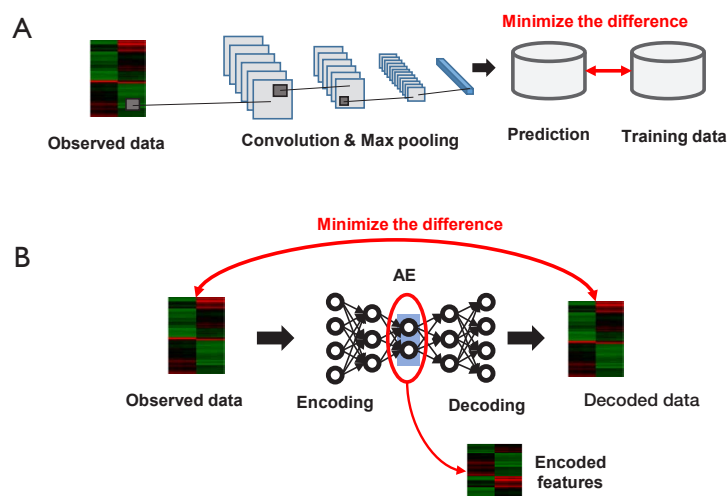 A
Minimize the difference
Observed data
Convolution & Max pooling
Prediction
Training data
Minimize the difference
B
AE
Observed data
Encoding
Decoding
Decoded data
Encoded
features